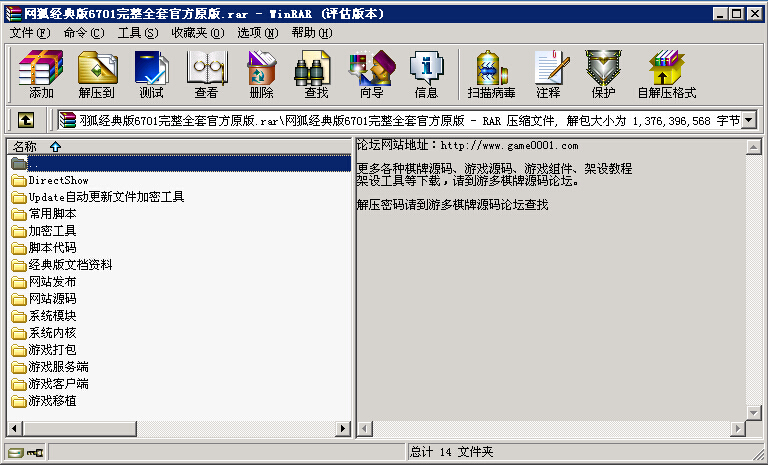 网狐经典版6701完整全套官方原版.rar - WinRAR (评估版本)
文件(F) 命令(C) 工具(S) 收藏夹(O) 选项(N) 帮助(H)
添加 解压到 测试 查看 删除 查找 向导 信息 扫描病毒 注释 保护 自解压格式
网狐经典版6701完整全套官方原版.rar\网狐经典版6701完整全套官方原版 - RAR 压缩文件, 解包大小为 1,376,396,568 字节
名称
..
DirectShow
Update自动更新文件加密工具
常用脚本
加密工具
脚本代码
经典版文档资料
网站发布
网站源码
系统模块
系统内核
游戏打包
游戏服务端
游戏客户端
游戏移植
论坛网站地址：http://www.game0001.com
更多各种棋牌源码、游戏源码、游戏组件、架设教程
架设工具等下载，请到游多棋牌源码论坛。
解压密码请到游多棋牌源码论坛查找
总计 14 文件夹